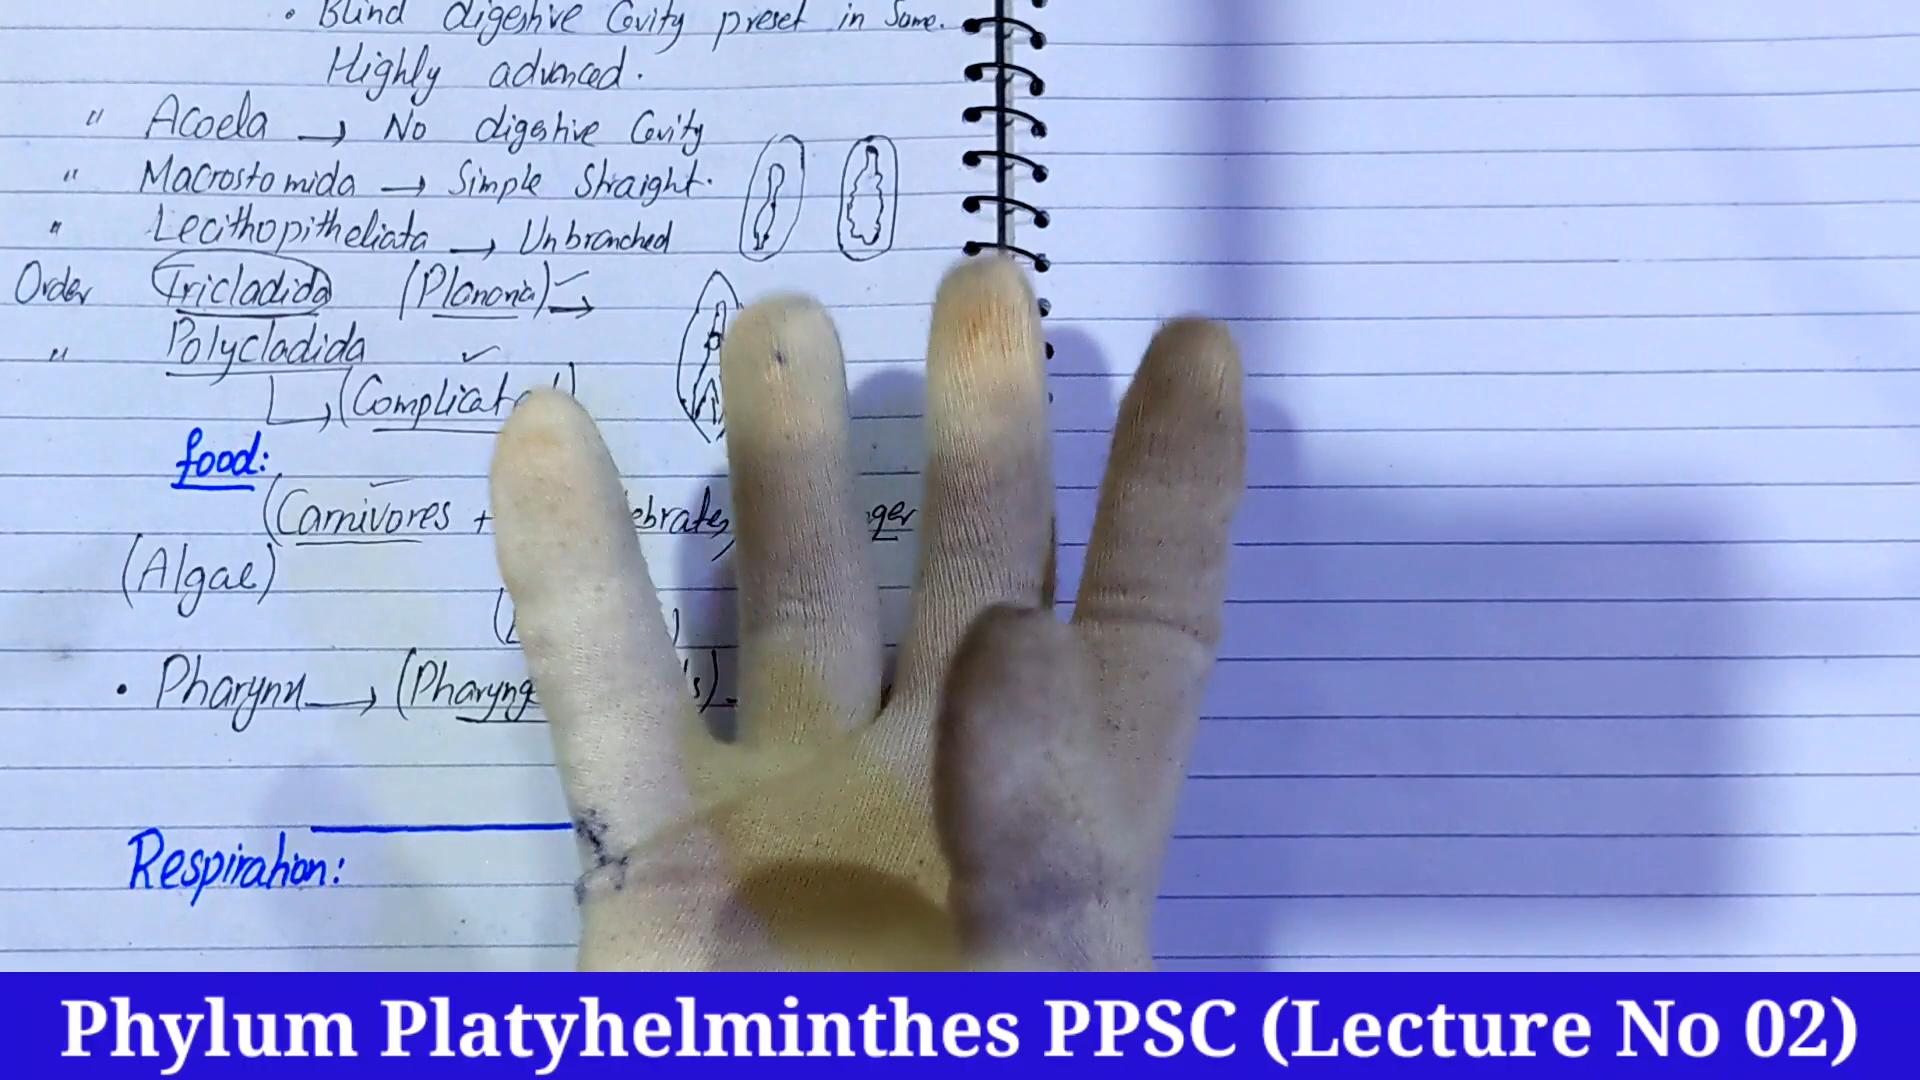 • Blind digestive Cavity preset in Some.
Highly advanced.
" Acoela → No digestive Cavity
" Macrostomida → Simple Straight.
" Lecithopitheliata → Unbranched
Order Tricladida (Planaria) ✓ →
" Polycladida ✓
(Complicat
food:
(Carnivores +
(Algae)
• Pharynx → (Pharyng
Respiration:
Phylum Platyhelminthes PPSC (Lecture No 02)